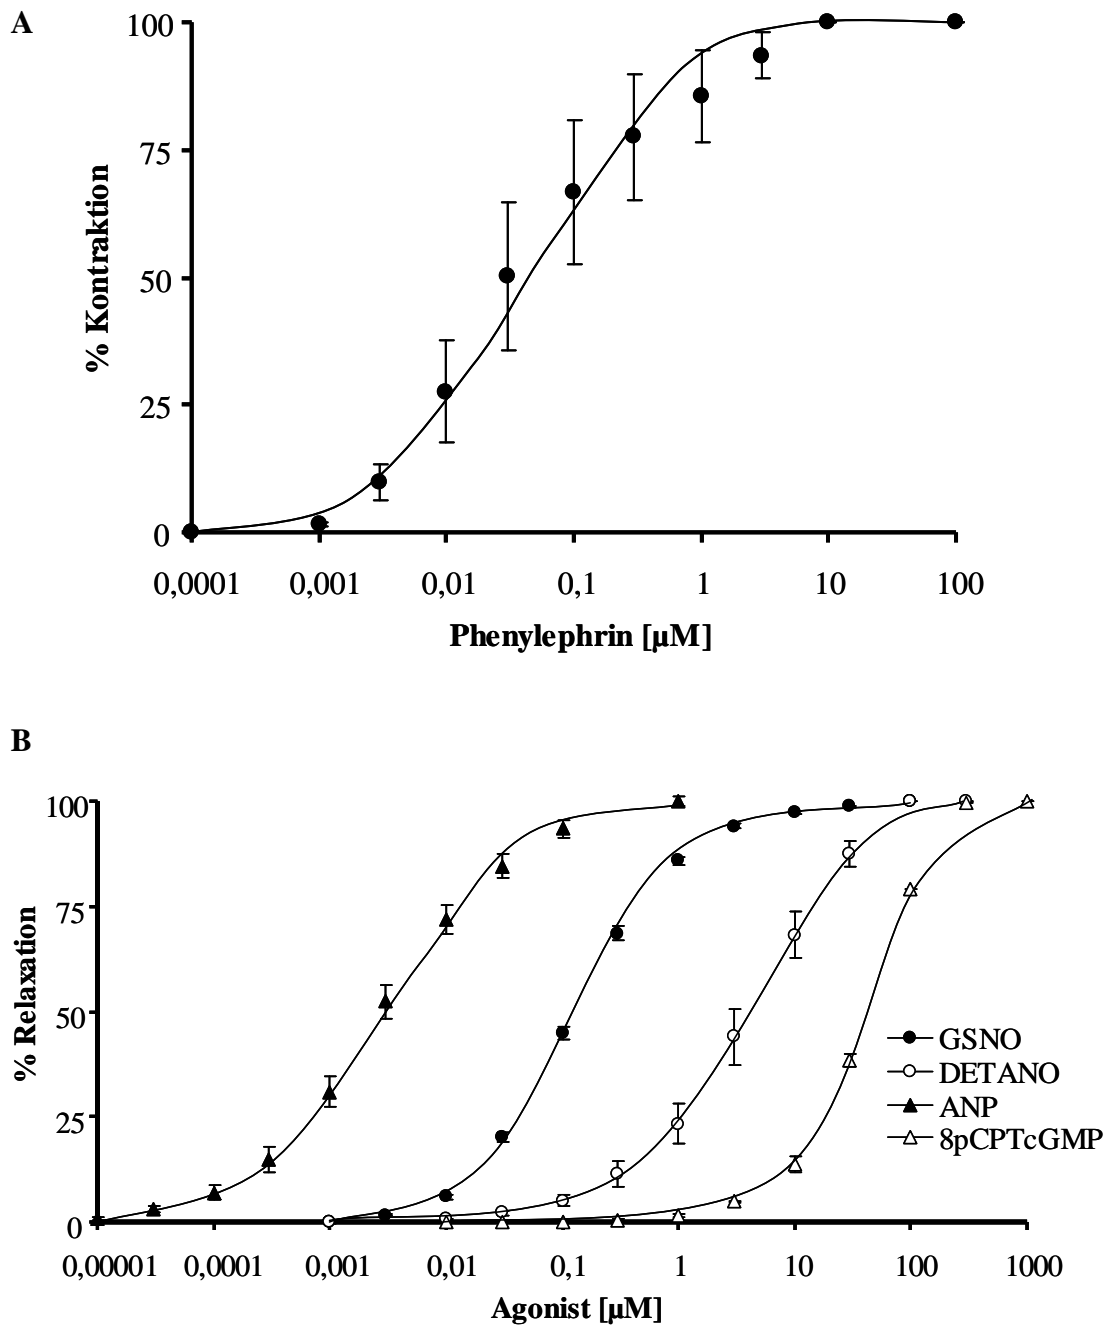 A
100
75
50
25
0
% Kontraktion
0,0001 0,001 0,01 0,1 1 10 100
Phenylephrin [µM]
B
100
75
50
25
0
% Relaxation
GSNO
DETANO
ANP
8pCPTcGMP
0,00001 0,0001 0,001 0,01 0,1 1 10 100 1000
Agonist [µM]